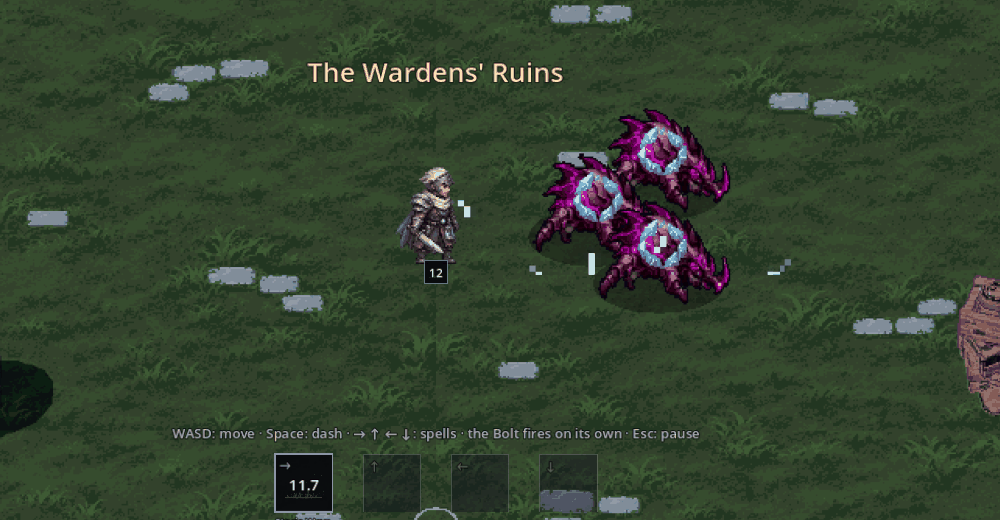 The Wardens' Ruins
12
WASD: move · Space: dash · → ↑ ← ↓: spells · the Bolt fires on its own · Esc: pause
→ ↑ ← ↓
11.7